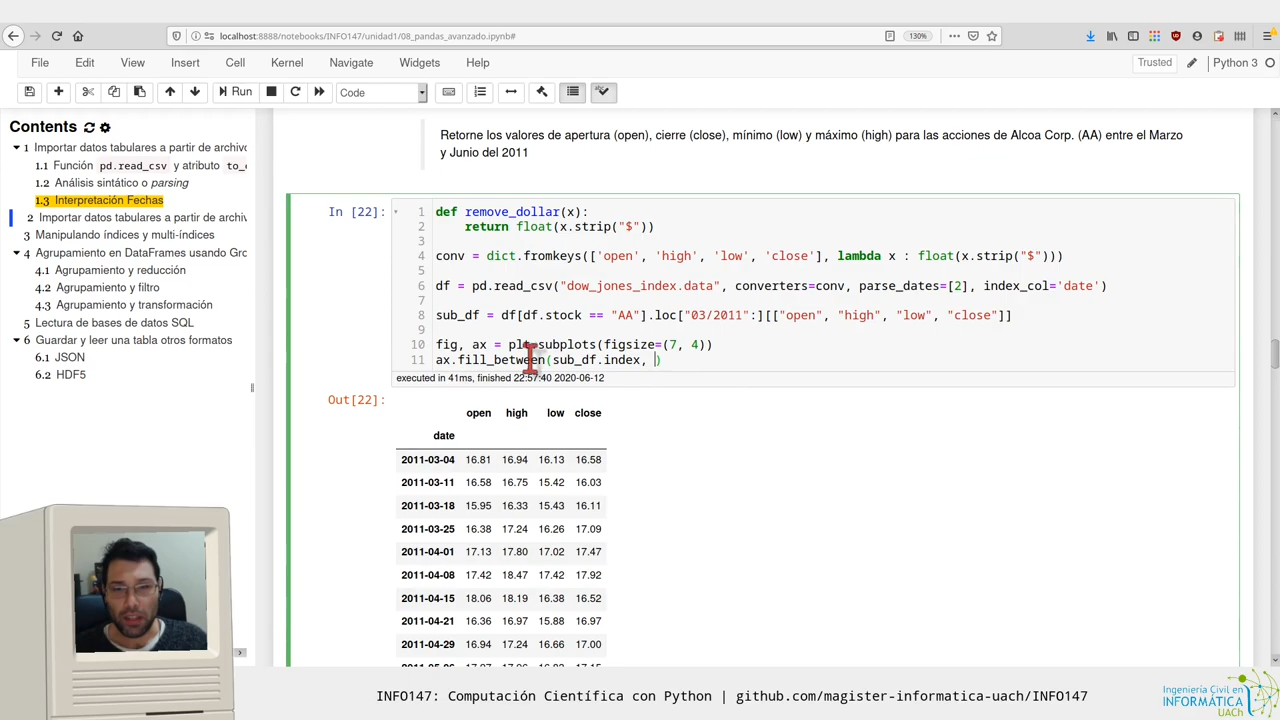 localhost:8888/notebooks/INFO147/unidad1/08_pandas_avanzado.ipynb#
130%
File Edit View Insert Cell Kernel Navigate Widgets Help
Trusted
Python 3
Run
Code
Contents
1 Importar datos tabulares a partir de archivo
1.1 Función pd.read_csv y atributo to_
1.2 Análisis sintático o parsing
1.3 Interpretación Fechas
2 Importar datos tabulares a partir de archiv
3 Manipulando índices y multi-índices
4 Agrupamiento en DataFrames usando Gro
4.1 Agrupamiento y reducción
4.2 Agrupamiento y filtro
4.3 Agrupamiento y transformación
5 Lectura de bases de datos SQL
6 Guardar y leer una tabla otros formatos
6.1 JSON
6.2 HDF5
Retorne los valores de apertura (open), cierre (close), mínimo (low) y máximo (high) para las acciones de Alcoa Corp. (AA) entre el Marzo
y Junio del 2011
In [22]:
1 def remove_dollar(x):
2 return float(x.strip("$"))
3
4 conv = dict.fromkeys(['open', 'high', 'low', 'close'], lambda x : float(x.strip("$")))
5
6 df = pd.read_csv("dow_jones_index.data", converters=conv, parse_dates=[2], index_col='date')
7
8 sub_df = df[df.stock == "AA"].loc["03/2011":][["open", "high", "low", "close"]]
9
10 fig, ax = plt.subplots(figsize=(7, 4))
11 ax.fill_between(sub_df.index, )
executed in 41ms, finished 22:57:40 2020-06-12
Out[22]:
open high low close
date
2011-03-04 16.81 16.94 16.13 16.58
2011-03-11 16.58 16.75 15.42 16.03
2011-03-18 15.95 16.33 15.43 16.11
2011-03-25 16.38 17.24 16.26 17.09
2011-04-01 17.13 17.80 17.02 17.47
2011-04-08 17.42 18.47 17.42 17.92
2011-04-15 18.06 18.19 16.38 16.52
2011-04-21 16.36 16.97 15.88 16.97
2011-04-29 16.94 17.24 16.66 17.00
INFO147: Computación Científica con Python | github.com/magister-informatica-uach/INFO147
Ingeniería Civil en
INFORMÁTICA
UACh